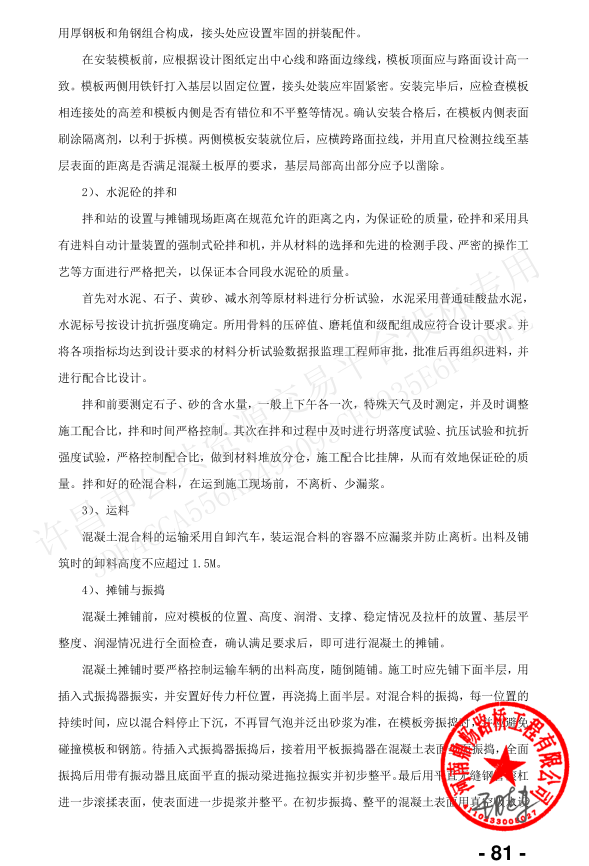 用厚钢板和角钢组合构成，接头处应设置牢固的拼装配件。
在安装模板前，应根据设计图纸定出中心线和路面边缘线，模板顶面应与路面设计高一
致。模板两侧用铁钎打入基层以固定位置，接头处装应牢固紧密。安装完毕后，应检查模板
相连接处的高差和模板内侧是否有错位和不平整等情况。确认安装合格后，在模板内侧表面
刷涂隔离剂，以利于拆模。两侧模板安装就位后，应横跨路面拉线，并用直尺检测拉线至基
层表面的距离是否满足混凝土板厚的要求，基层局部高出部分应予以凿除。
2）、水泥砼的拌和
拌和站的设置与摊铺现场距离在规范允许的距离之内，为保证砼的质量，砼拌和采用具
有进料自动计量装置的强制式砼拌和机，并从材料的选择和先进的检测手段、严密的操作工
艺等方面进行严格把关，以保证本合同段水泥砼的质量。
首先对水泥、石子、黄砂、减水剂等原材料进行分析试验，水泥采用普通硅酸盐水泥，
水泥标号按设计抗折强度确定。所用骨料的压碎值、磨耗值和级配组成应符合设计要求。并
将各项指标均达到设计要求的材料分析试验数据报监理工程师审批，批准后再组织进料，并
进行配合比设计。
拌和前要测定石子、砂的含水量，一般上下午各一次，特殊天气及时测定，并及时调整
施工配合比，拌和时间严格控制。其次在拌和过程中及时进行坍落度试验、抗压试验和抗折
强度试验，严格控制配合比，做到材料堆放分仓，施工配合比挂牌，从而有效地保证砼的质
量。拌和好的砼混合料，在运到施工现场前，不离析、少漏浆。
3）、运料
混凝土混合料的运输采用自卸汽车，装运混合料的容器不应漏浆并防止离析。出料及铺
筑时的卸料高度不应超过 1.5M。
4）、摊铺与振捣
混凝土摊铺前，应对模板的位置、高度、润滑、支撑、稳定情况及拉杆的放置、基层平
整度、润湿情况进行全面检查，确认满足要求后，即可进行混凝土的摊铺。
混凝土摊铺时要严格控制运输车辆的出料高度，随倒随铺。施工时应先铺下面半层，用
插入式振捣器振实，并安置好传力杆位置，再浇捣上面半层。对混合料的振捣，每一位置的
持续时间，应以混合料停止下沉，不再冒气泡并泛出砂浆为准，在模板旁振捣时，避免
碰撞模板和钢筋。待插入式振捣器振捣后，接着用平板振捣器在混凝土表面振捣，全面
振捣后用带有振动器且底面平直的振动梁进拖拉振实并初步整平。最后用平直无缝钢管滚杠
进一步滚揉表面，使表面进一步提浆并整平。在初步振捣、整平的混凝土表面用真空吸水设
许昌市公共资源交易平台投标专用
路桥工程有限公司
- 81 -